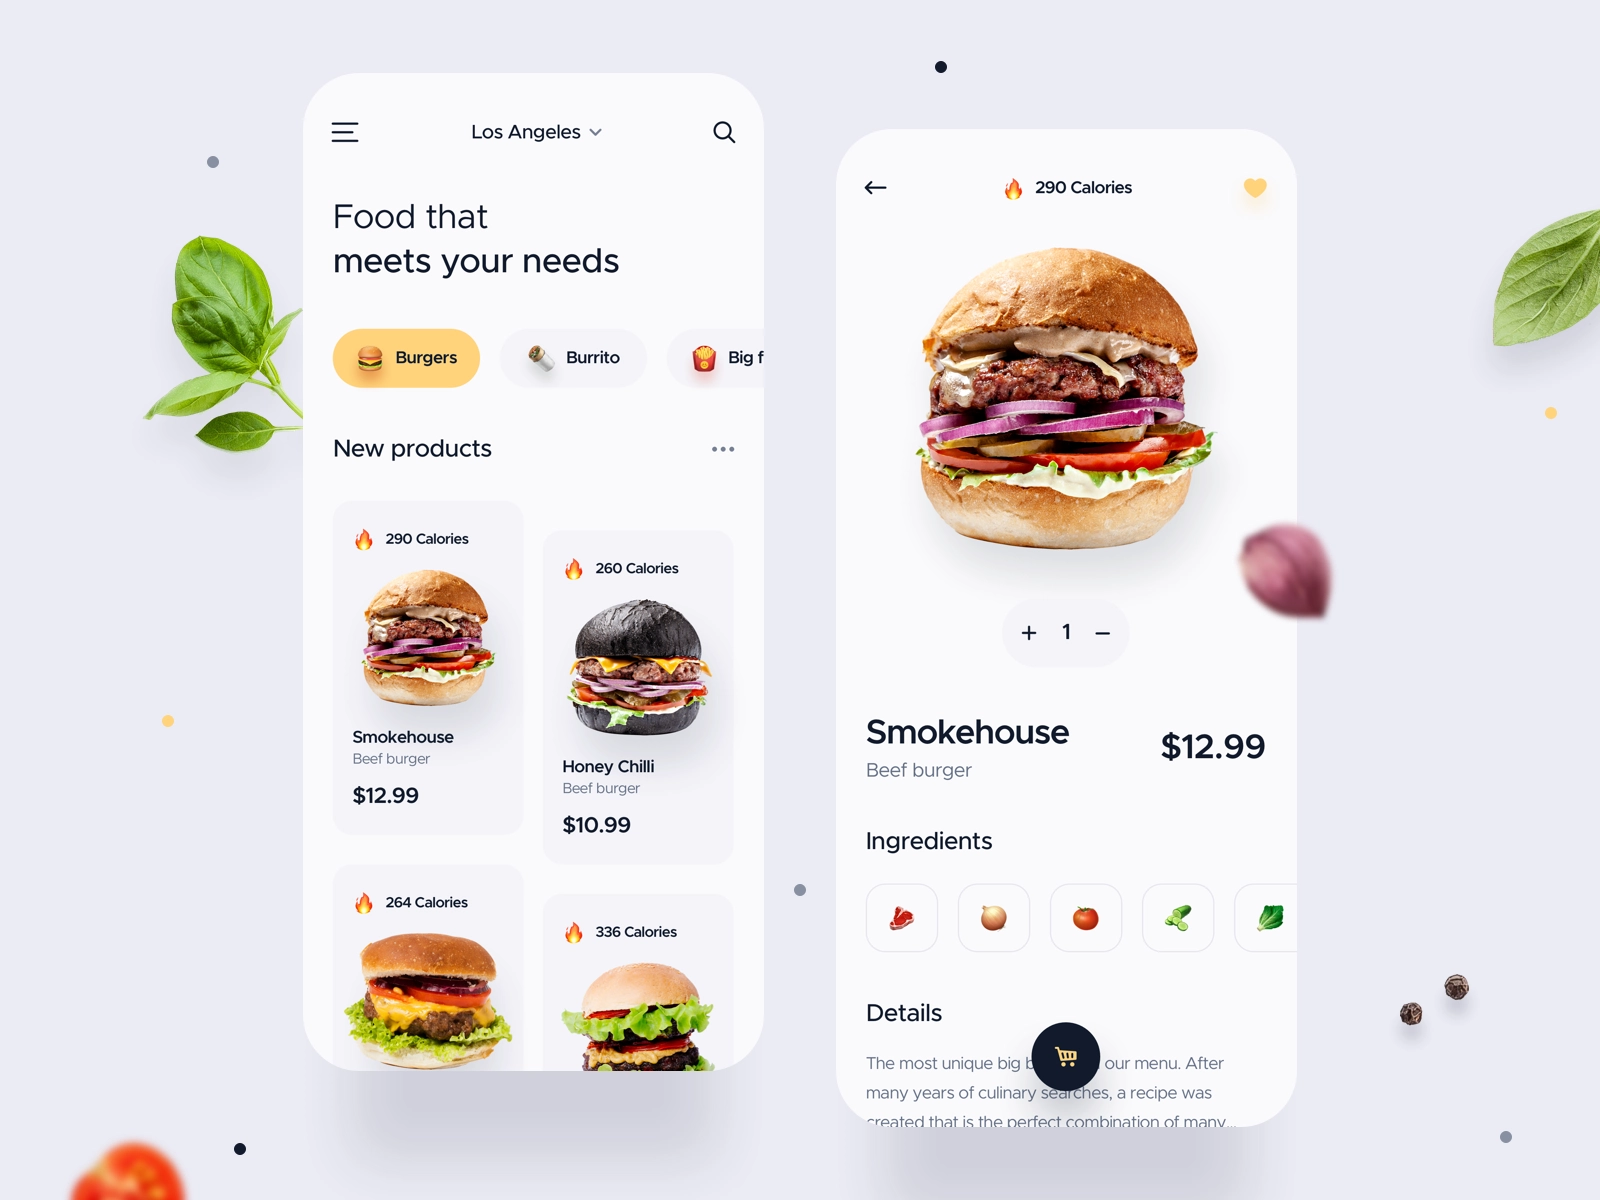 Los Angeles
Food that
meets your needs
Burgers
Burrito
Big f
New products
290 Calories
Smokehouse
Beef burger
$12.99
260 Calories
Honey Chilli
Beef burger
$10.99
264 Calories
336 Calories
290 Calories
+ 1 −
Smokehouse
Beef burger
$12.99
Ingredients
Details
The most unique big b our menu. After
many years of culinary searches, a recipe was
created that is the perfect combination of many...